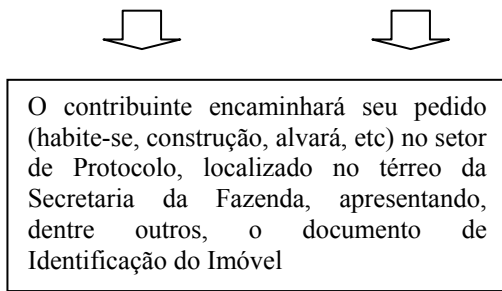 O contribuinte encaminhará seu pedido
(habite-se, construção, alvará, etc) no setor
de Protocolo, localizado no térreo da
Secretaria da Fazenda, apresentando,
dentre outros, o documento de
Identificação do Imóvel